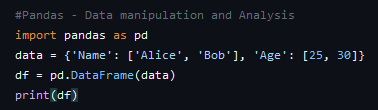 #Pandas - Data manipulation and Analysis
import pandas as pd
data = {'Name': ['Alice', 'Bob'], 'Age': [25, 30]}
df = pd.DataFrame(data)
print(df)